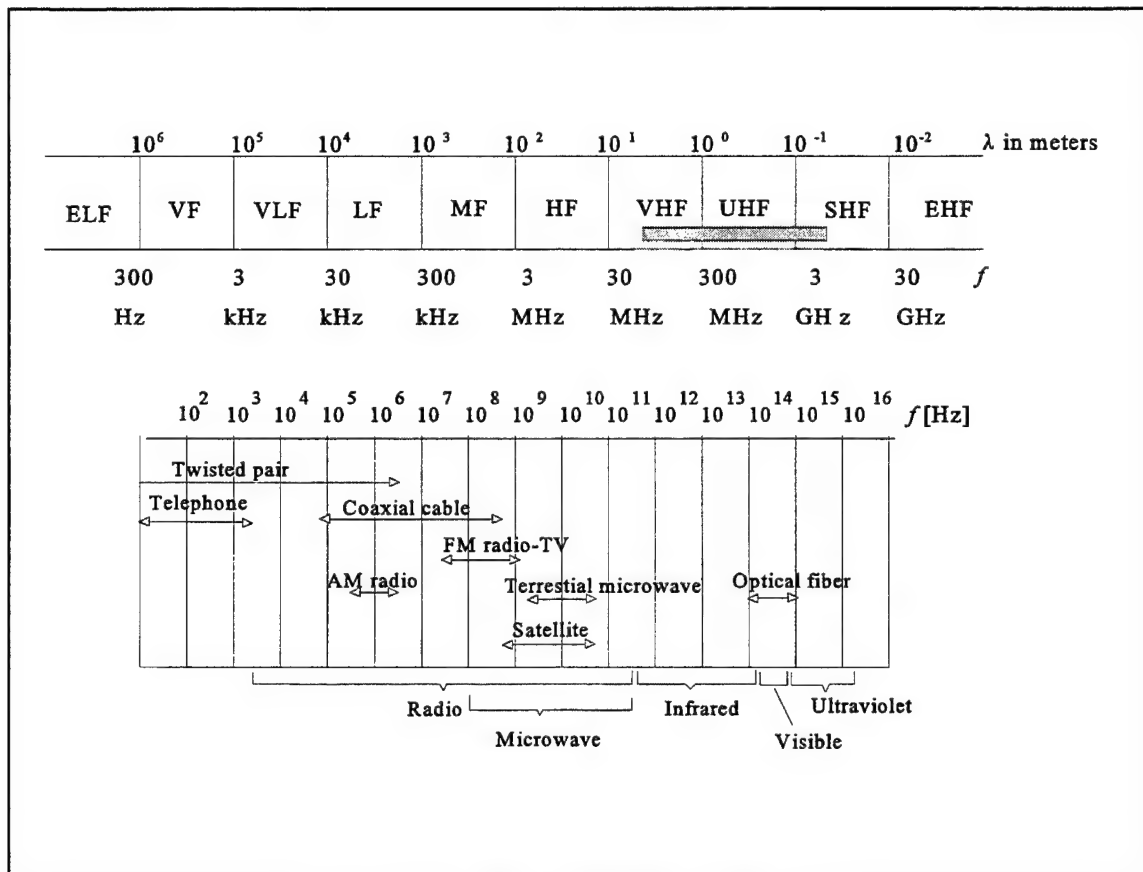 10⁶ 10⁵ 10⁴ 10³ 10² 10¹ 10⁰ 10⁻¹ 10⁻² λ in meters
ELF VF VLF LF MF HF VHF UHF SHF EHF
300 3 30 300 3 30 300 3 30 f
Hz kHz kHz kHz MHz MHz MHz GH z GHz
10² 10³ 10⁴ 10⁵ 10⁶ 10⁷ 10⁸ 10⁹ 10¹⁰ 10¹¹ 10¹² 10¹³ 10¹⁴ 10¹⁵ 10¹⁶ f[Hz]
Twisted pair
Telephone Coaxial cable
FM radio-TV
AM radio Terrestial microwave Optical fiber
Satellite
Radio Infrared Ultraviolet
Microwave Visible